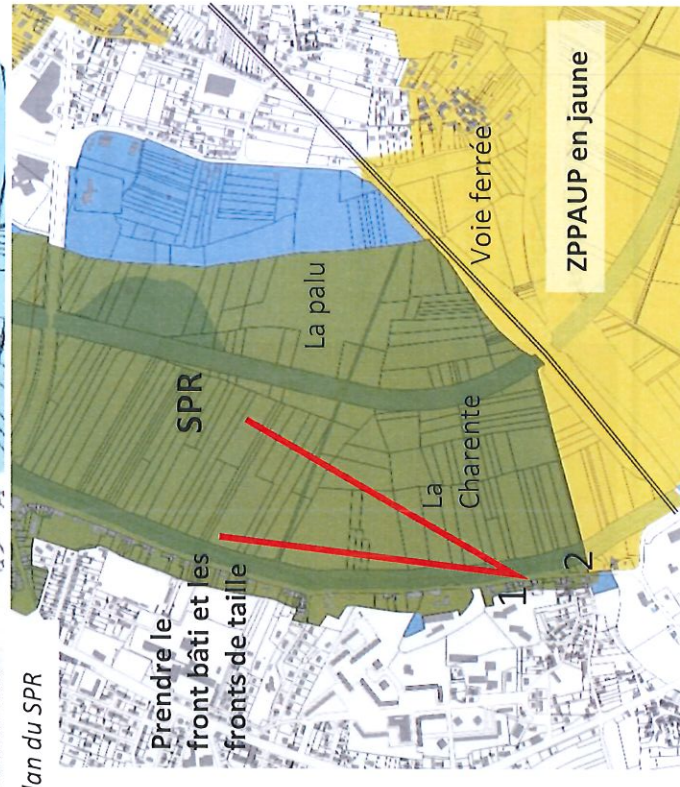 lan du SPR
Prendre le
front bâti et les
fronts de taille
SPR
La palu
La
Charente
1
2
Voie ferrée
ZPPAUP en jaune